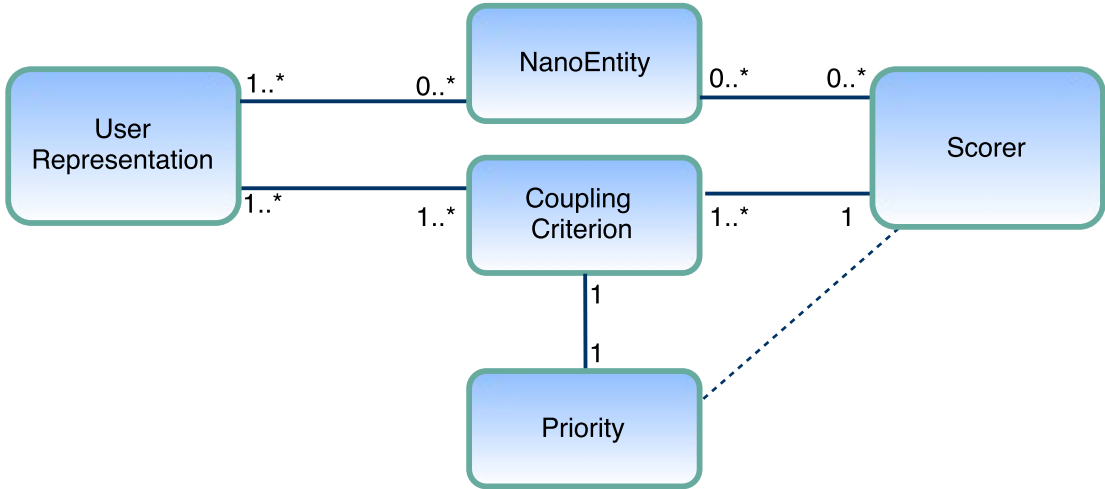 NanoEntity
1..*
0..*
0..*
0..*
User
Representation
Scorer
1..*
1..*
Coupling
Criterion
1..*
1
1
1
Priority